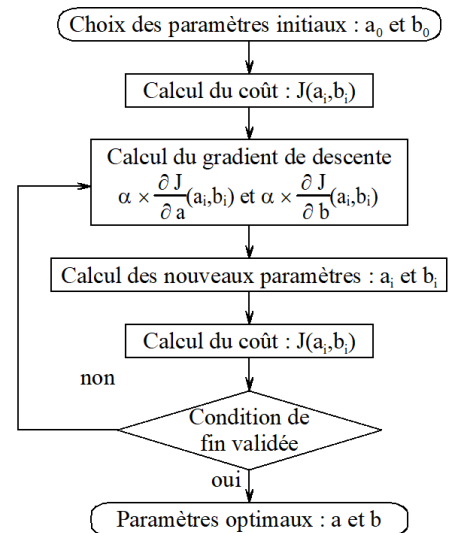 Choix des paramètres initiaux : a₀ et b₀
Calcul du coût : J(aᵢ,bᵢ)
Calcul du gradient de descente
α × ∂ J / ∂ a (aᵢ,bᵢ) et α × ∂ J / ∂ b (aᵢ,bᵢ)
Calcul des nouveaux paramètres : aᵢ et bᵢ
Calcul du coût : J(aᵢ,bᵢ)
non
Condition de
fin validée
oui
Paramètres optimaux : a et b